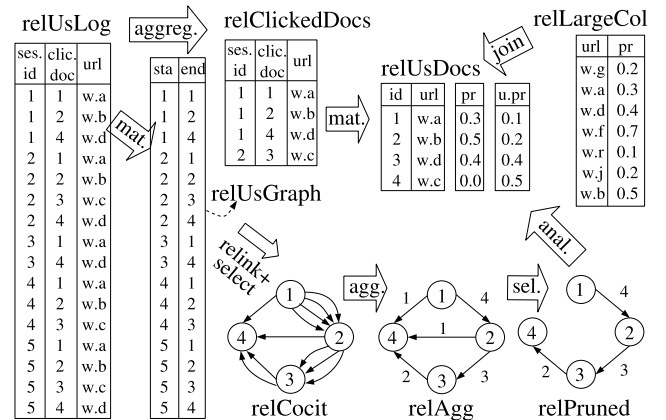 relUsLog
aggreg.
relClickedDocs
relLargeCol
ses. id clic. doc url
1 1 w.a
1 2 w.b
1 4 w.d
2 1 w.a
2 2 w.b
2 3 w.c
2 4 w.d
3 1 w.a
3 4 w.d
4 1 w.a
4 2 w.b
4 3 w.c
5 1 w.a
5 2 w.b
5 3 w.c
5 4 w.d
mat.
sta end
1 1
1 2
1 4
2 1
2 2
2 3
2 4
3 1
3 4
4 1
4 2
4 3
5 1
5 2
5 3
5 4
ses. id clic. doc url
1 1 w.a
1 2 w.b
1 4 w.d
2 3 w.c
mat.
relUsDocs
id url pr u.pr
1 w.a 0.3 0.1
2 w.b 0.5 0.2
3 w.d 0.4 0.4
4 w.c 0.0 0.5
join
url pr
w.g 0.2
w.a 0.3
w.d 0.4
w.f 0.7
w.r 0.1
w.j 0.2
w.b 0.5
relUsGraph
relink+
select
1
4
2
3
relCocit
agg.
1 1 4
4 1 2
2 3 3
relAgg
sel.
anal.
1 4
4 2
2 3 3
relPruned